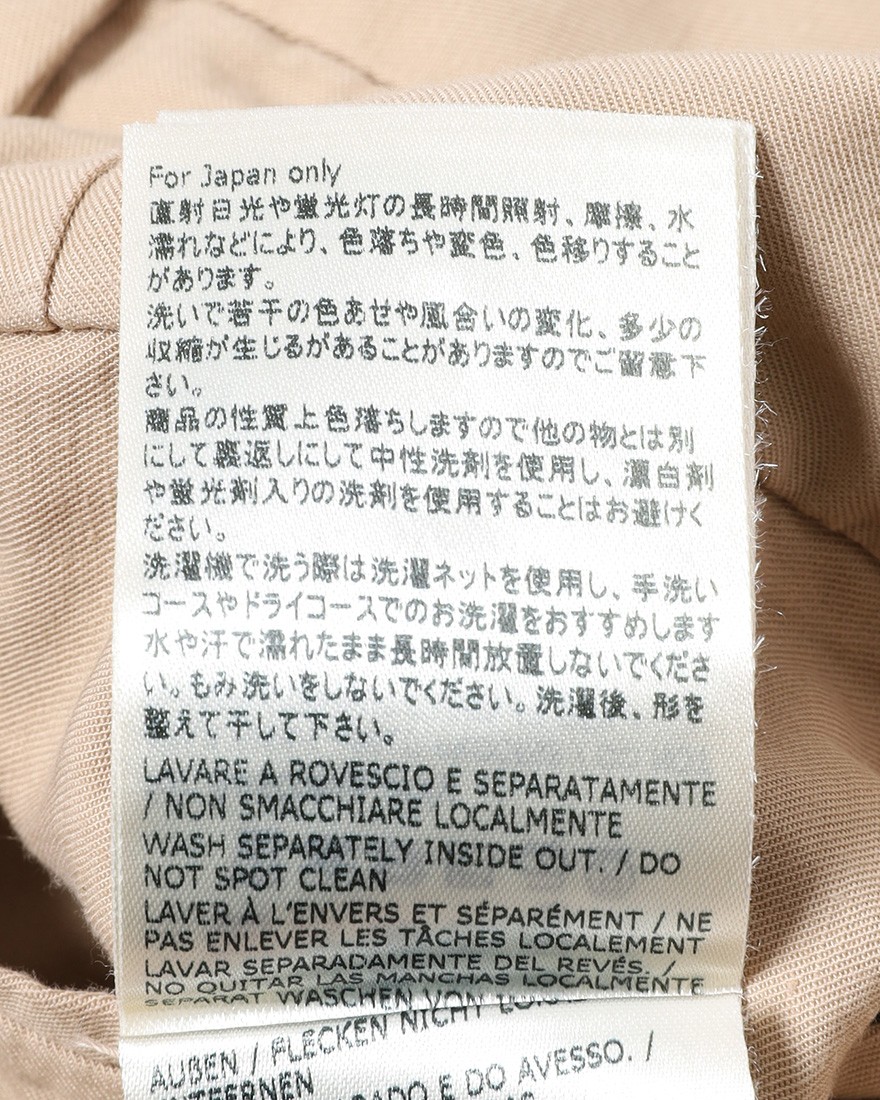 For Japan only
直射日光や蛍光灯の長時間照射、摩擦、水
濡れなどにより、色落ちや変色、色移りすること
があります。
洗いで若干の色あせや風合いの変化、多少の
収縮が生じるがあることがありますのでご留意下
さい。
商品の性質上色落ちしますので他の物とは別
にして裏返しにして中性洗剤を使用し、漂白剤
や蛍光剤入りの洗剤を使用することはお避けく
ださい。
洗濯機で洗う際は洗濯ネットを使用し、手洗い
コースやドライコースでのお洗濯をおすすめします
水や汗で濡れたまま長時間放置しないでくださ
い。もみ洗いをしないでください。洗濯後、形を
整えて干して下さい。
LAVARE A ROVESCIO E SEPARATAMENTE
/ NON SMACCHIARE LOCALMENTE
WASH SEPARATELY INSIDE OUT. / DO
NOT SPOT CLEAN
LAVER À L'ENVERS ET SÉPARÉMENT / NE
PAS ENLEVER LES TÂCHES LOCALEMENT
LAVAR SEPARADAMENTE DEL REVÉS. /
NO QUITAR LAS MANCHAS LOCALMENTE
SEPARAT WASCHEN VON
AUßEN / FLECKEN NICHT
E DO AVESSO. /